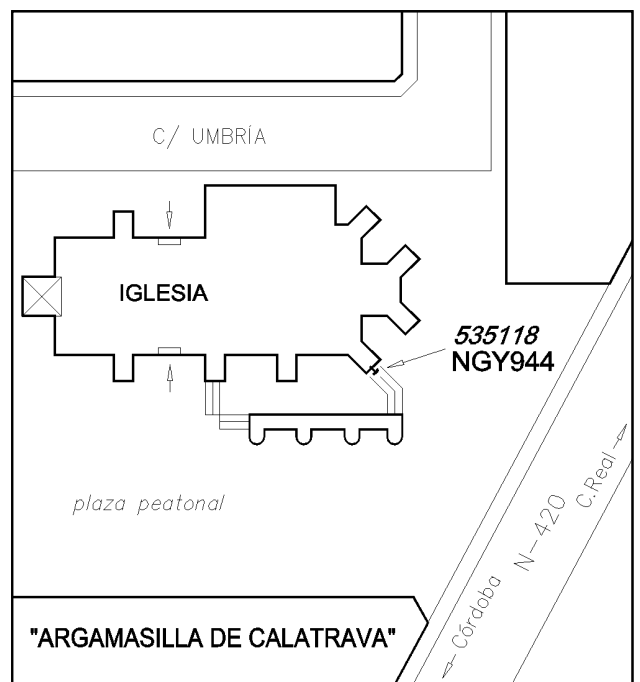 C/ UMBRÍA
IGLESIA
535118
NGY944
plaza peatonal
C.Real
N-420
Córdoba
"ARGAMASILLA DE CALATRAVA"